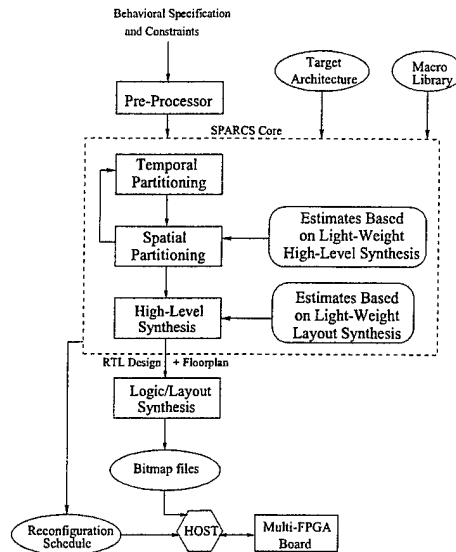 Behavioral Specification
and Constraints
Target
Architecture
Macro
Library
Pre-Processor
SPARCS Core
Temporal
Partitioning
Spatial
Partitioning
Estimates Based
on Light-Weight
High-Level Synthesis
High-Level
Synthesis
Estimates Based
on Light-Weight
Layout Synthesis
RTL Design + Floorplan
Logic/Layout
Synthesis
Bitmap files
Reconfiguration
Schedule
HOST
Multi-FPGA
Board